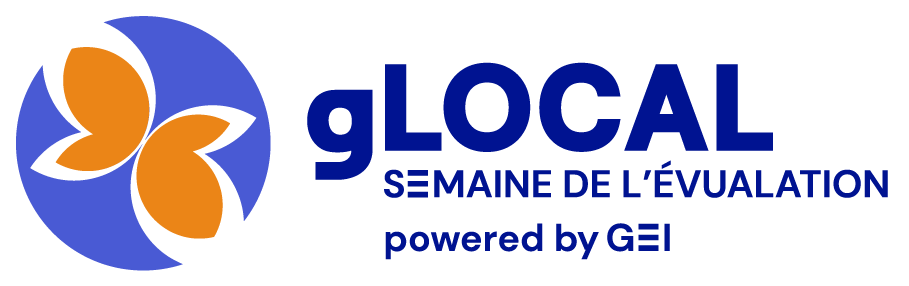 gLOCAL
SEMAINE DE L'ÉVUALATION
powered by GEI